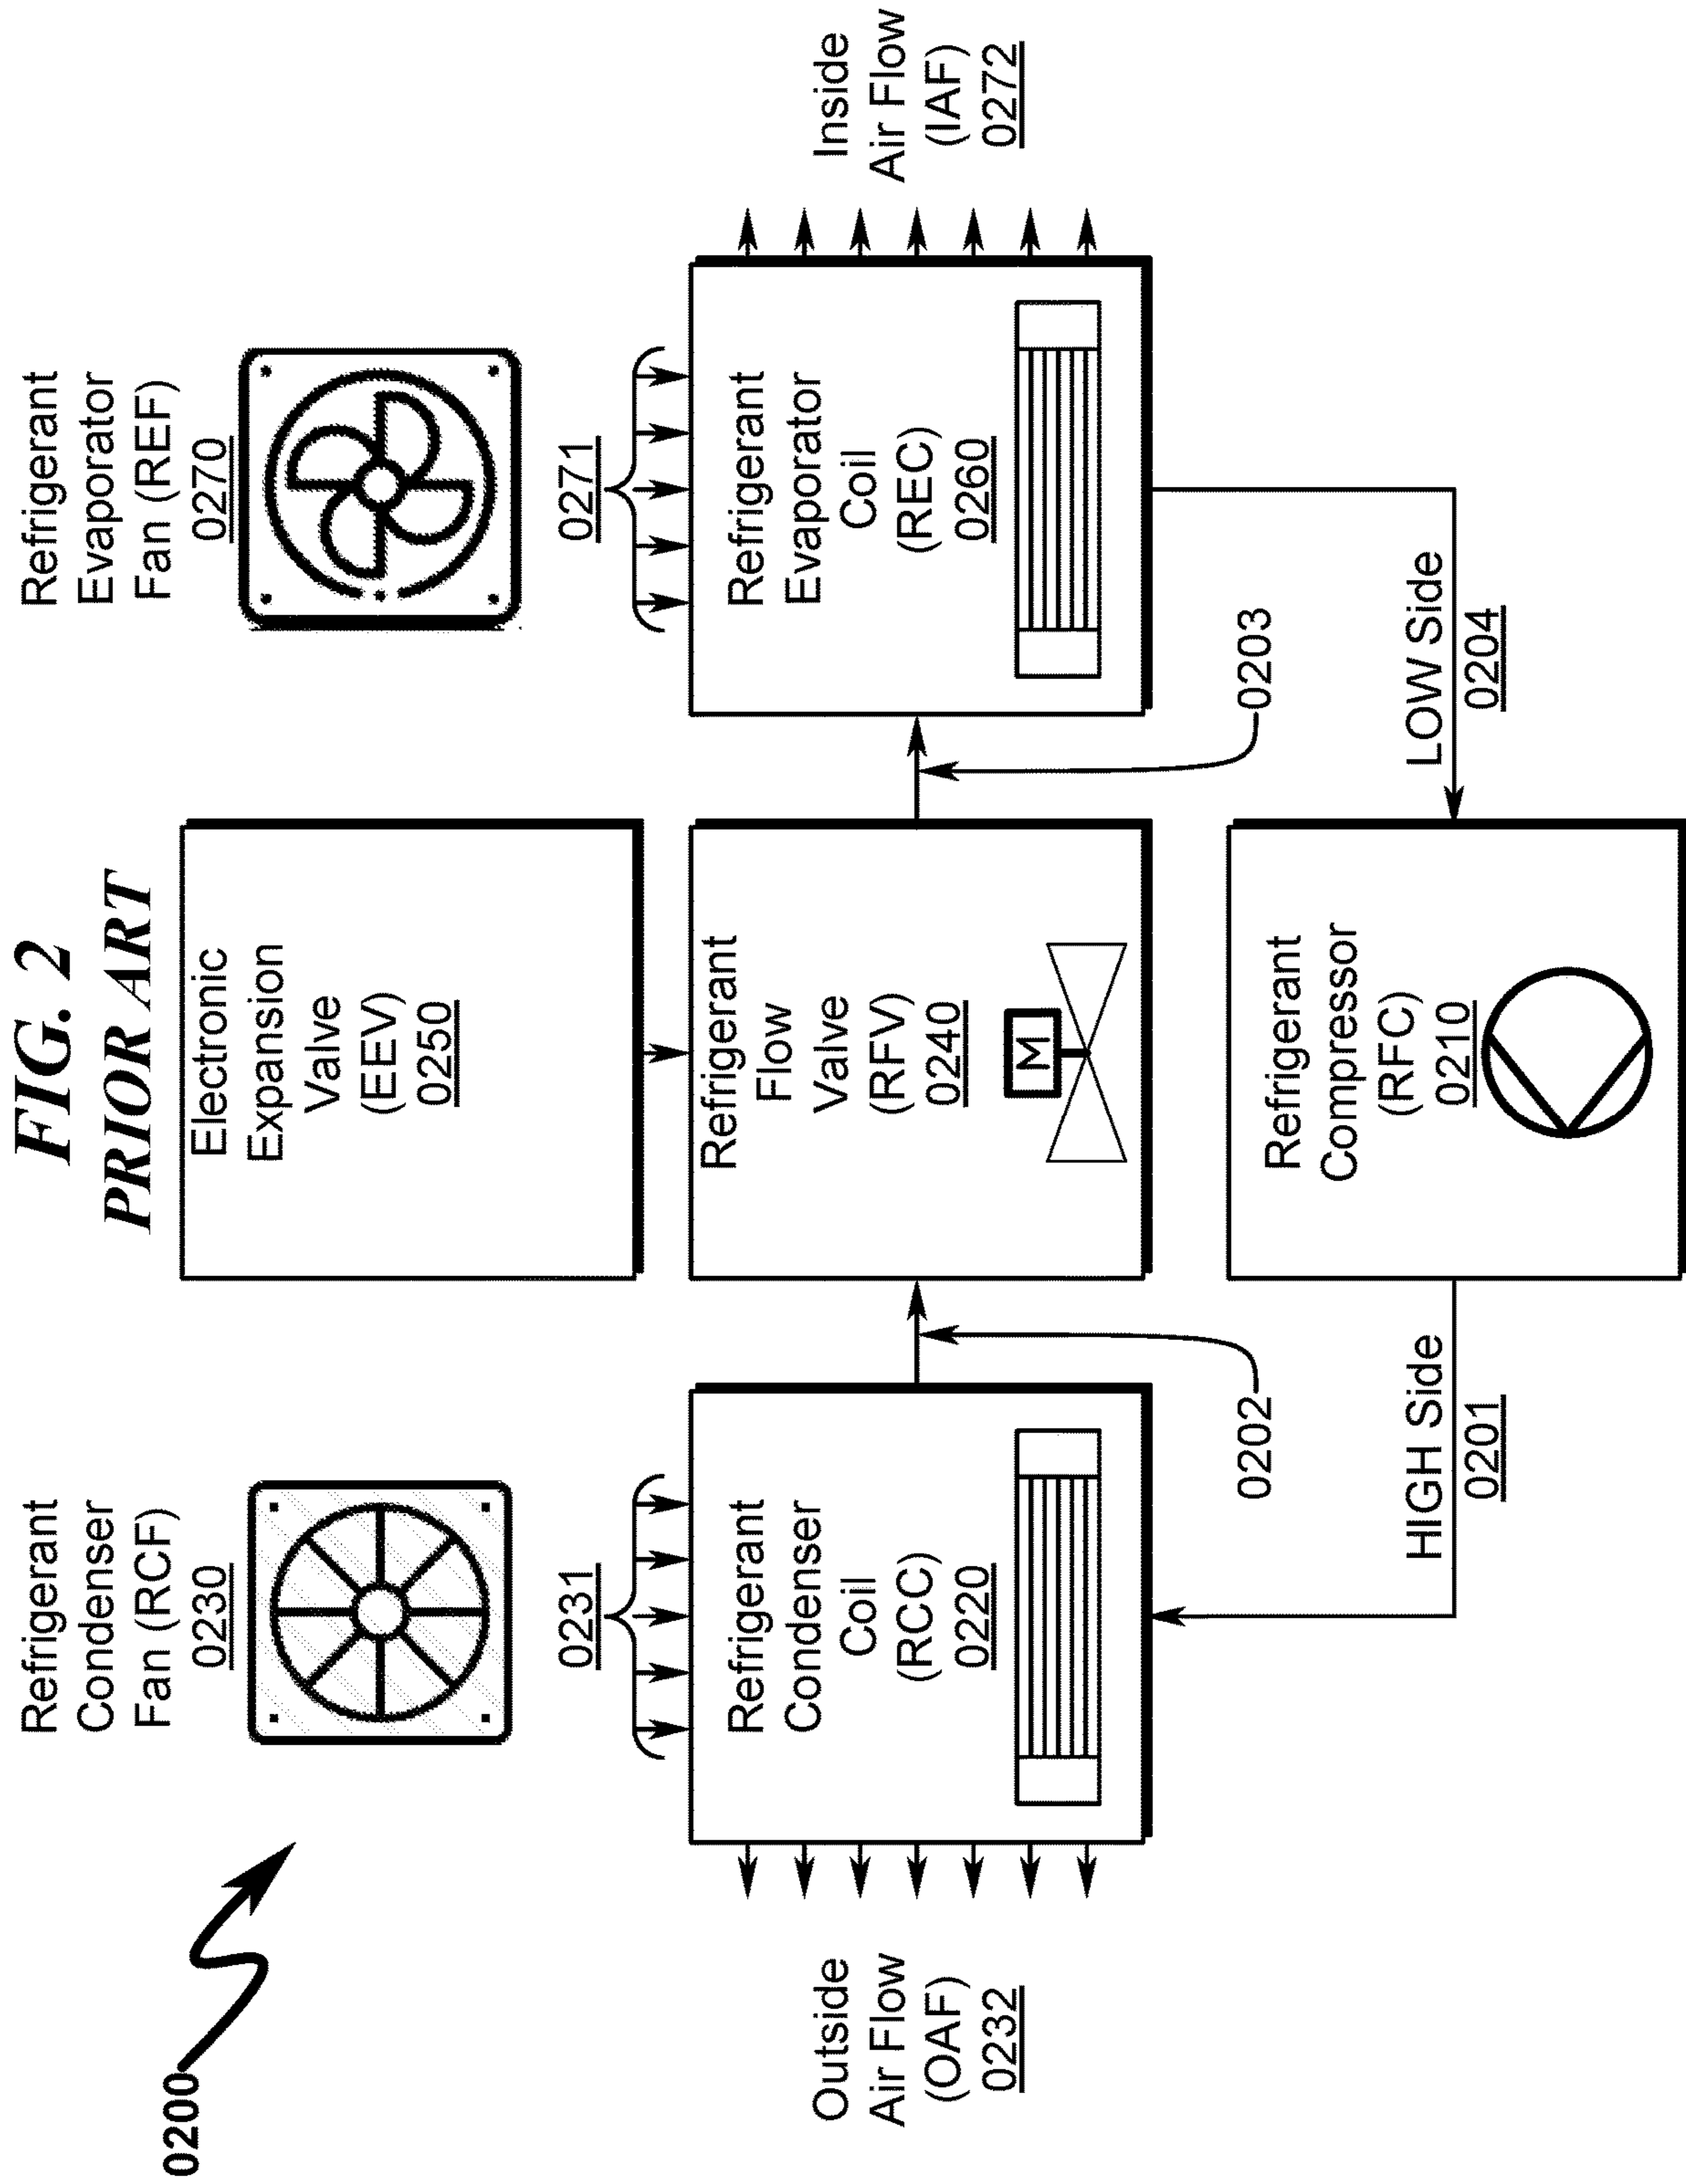 FIG. 2
PRIOR ART
0200
Refrigerant
Condenser
Fan (RCF)
0230
Electronic
Expansion
Valve
(EEV)
0250
Refrigerant
Evaporator
Fan (REF)
0270
0231
0271
Outside
Air Flow
(OAF)
0232
Refrigerant
Condenser
Coil
(RCC)
0220
Refrigerant
Flow
Valve
(RFV)
0240
M
Refrigerant
Evaporator
Coil
(REC)
0260
Inside
Air Flow
(IAF)
0272
0202
0203
HIGH Side
0201
Refrigerant
Compressor
(RFC)
0210
LOW Side
0204